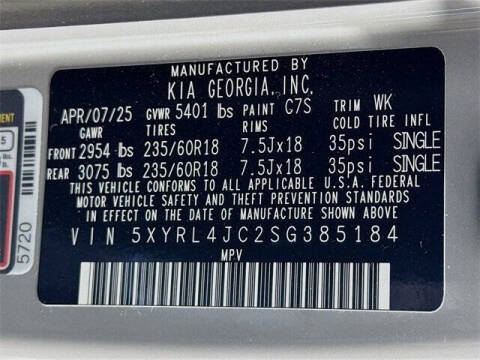 MANUFACTURED BY
KIA GEORGIA, INC.
APR/07/25 GVWR 5401 lbs PAINT C7S TRIM WK
GAWR TIRES RIMS COLD TIRE INFL
FRONT 2954 lbs 235/60R18 7.5Jx18 35psi SINGLE
REAR 3075 lbs 235/60R18 7.5Jx18 35psi SINGLE
THIS VEHICLE CONFORMS TO ALL APPLICABLE U.S.A. FEDERAL
MOTOR VEHICLE SAFETY AND THEFT PREVENTION STANDARDS
IN EFFECT ON THE DATE OF MANUFACTURE SHOWN ABOVE.
VIN 5XYRL4JC2SG385184
MPV
5720